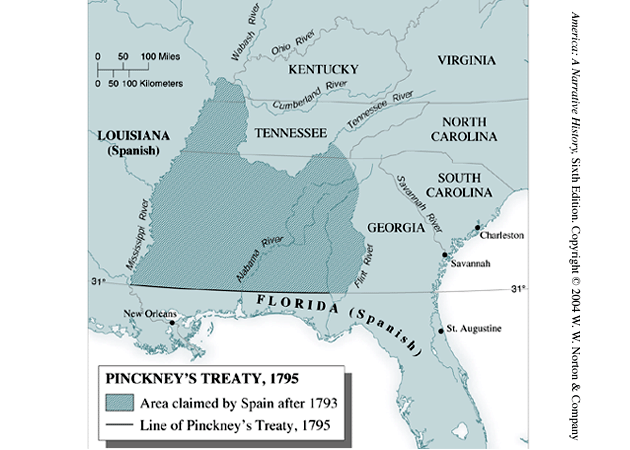 Wabash River
Ohio River
0 50 100 Miles
0 50 100 Kilometers
KENTUCKY
VIRGINIA
Cumberland River
Tennessee River
LOUISIANA
(Spanish)
TENNESSEE
NORTH
CAROLINA
SOUTH
CAROLINA
Savannah River
Mississippi River
GEORGIA
Charleston
Alabama River
Flint River
Savannah
31°
31°
FLORIDA (Spanish)
New Orleans
St. Augustine
PINCKNEY'S TREATY, 1795
Area claimed by Spain after 1793
Line of Pinckney's Treaty, 1795
America: A Narrative History, Sixth Edition, Copyright © 2004 W. W. Norton & Company